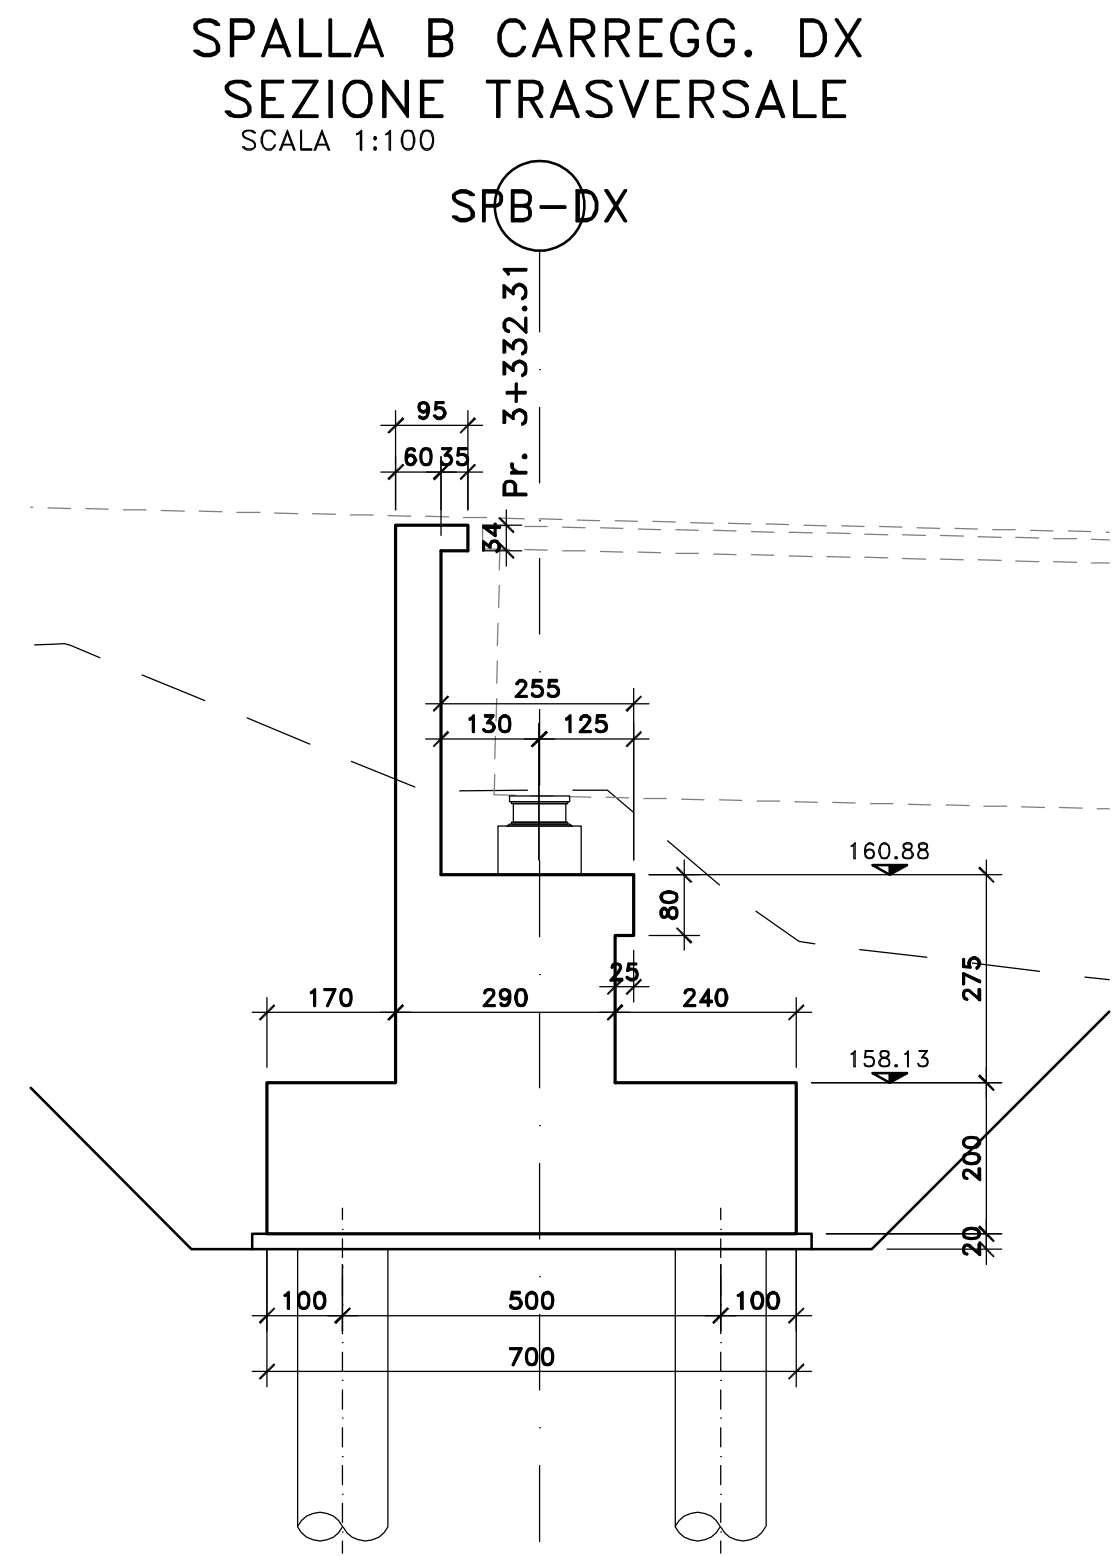 SPALLA B CARREGG. DX
SEZIONE TRASVERSALE
SCALA 1:100
SPB-DX
Pr. 3+332.31
95
60 35
34
255
130 125
160.88
80
275
25
170 290 240
158.13
200
20
100 500 100
700